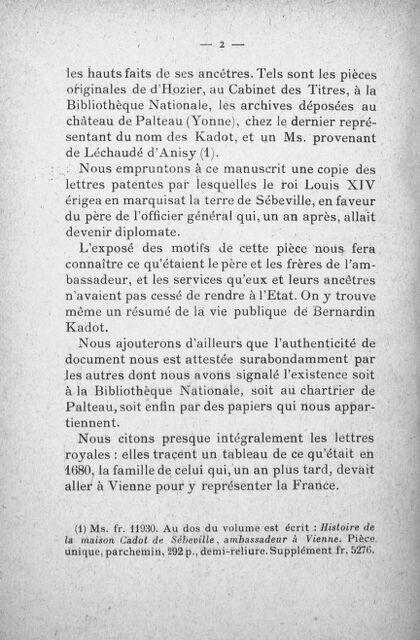 — 2 —
les hauts faits de ses ancêtres. Tels sont les pièces
originales de d'Hozier, au Cabinet des Titres, à la
Bibliothèque Nationale, les archives déposées au
château de Palteau (Yonne), chez le dernier repré-
sentant du nom des Kadot, et un Ms. provenant
de Léchaudé d'Anisy (1).
Nous empruntons à ce manuscrit une copie des
lettres patentes par lesquelles le roi Louis XIV
érigea en marquisat la terre de Sébeville, en faveur
du père de l'officier général qui, un an après, allait
devenir diplomate.
L'exposé des motifs de cette pièce nous fera
connaître ce qu'étaient le père et les frères de l'am-
bassadeur, et les services qu'eux et leurs ancêtres
n'avaient pas cessé de rendre à l'Etat. On y trouve
même un résumé de la vie publique de Bernardin
Kadot.
Nous ajouterons d'ailleurs que l'authenticité de
document nous est attestée surabondamment par
les autres dont nous avons signalé l'existence soit
à la Bibliothèque Nationale, soit au chartrier de
Palteau, soit enfin par des papiers qui nous appar-
tiennent.
Nous citons presque intégralement les lettres
royales : elles tracent un tableau de ce qu'était en
1680, la famille de celui qui, un an plus tard, devait
aller à Vienne pour y représenter la France.
(1) Ms. fr. 11930. Au dos du volume est écrit : Histoire de
la maison Cadot de Sébeville, ambassadeur à Vienne. Pièce
unique, parchemin, 292 p., demi-reliure. Supplément fr. 5276.